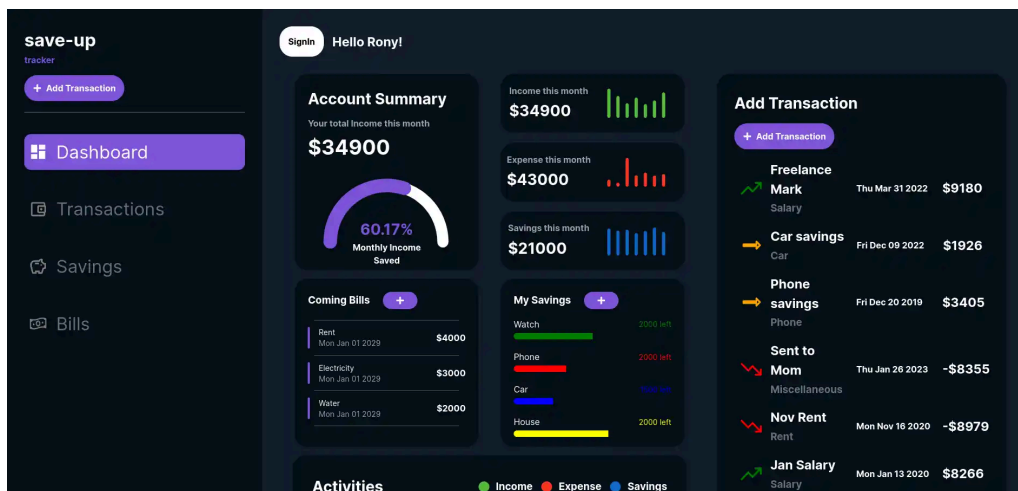 save-up
tracker
+ Add Transaction
Dashboard
Transactions
Savings
Bills
SignIn
Hello Rony!
Account Summary
Your total Income this month
$34900
60.17%
Monthly Income
Saved
Income this month
$34900
Expense this month
$43000
Savings this month
$21000
Coming Bills
+
Rent
Mon Jan 01 2029
$4000
Electricity
Mon Jan 01 2029
$3000
Water
Mon Jan 01 2029
$2000
My Savings
+
Watch
2000 left
Phone
2000 left
Car
House
2000 left
Activities
Income
Expense
Savings
Add Transaction
+ Add Transaction
Freelance
Mark
Salary
Thu Mar 31 2022
$9180
Car savings
Car
Fri Dec 09 2022
$1926
Phone
savings
Phone
Fri Dec 20 2019
$3405
Sent to
Mom
Miscellaneous
Thu Jan 26 2023
-$8355
Nov Rent
Rent
Mon Nov 16 2020
-$8979
Jan Salary
Salary
Mon Jan 13 2020
$8266